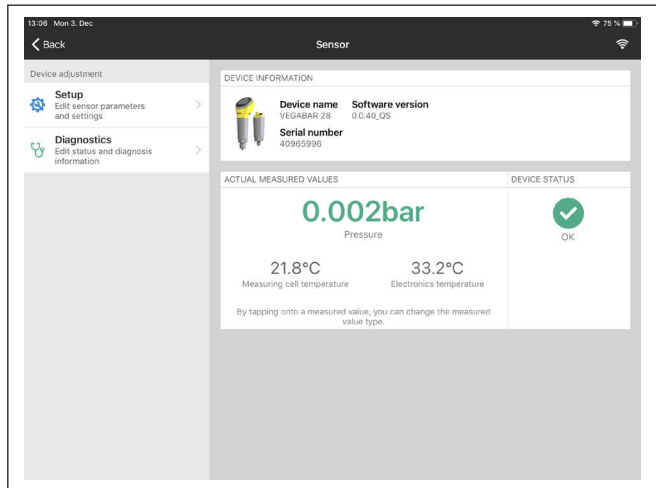 13:06 Mon 3. Dec
75 %
Back
Sensor
Device adjustment
Setup
Edit sensor parameters
and settings
Diagnostics
Edit status and diagnosis
information
DEVICE INFORMATION
Device name
VEGABAR 28
Software version
0.0.40_QS
Serial number
40965996
ACTUAL MEASURED VALUES
0.002bar
Pressure
21.8°C
Measuring cell temperature
33.2°C
Electronics temperature
By tapping onto a measured value, you can change the measured
value type.
DEVICE STATUS
OK